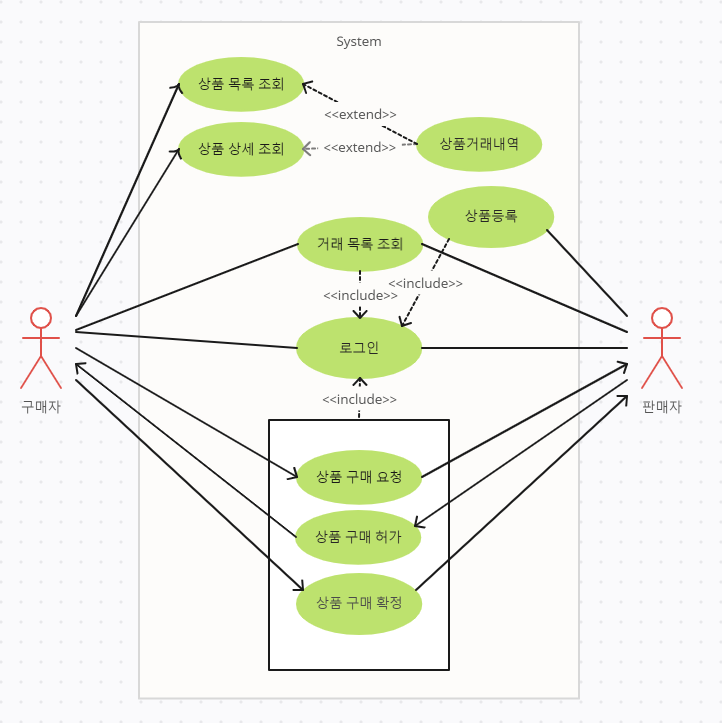 System
상품 목록 조회
<<extend>>
상품거래내역
상품 상세 조회
<<extend>>
상품등록
거래 목록 조회
<<include>>
<<include>>
로그인
구매자
판매자
<<include>>
상품 구매 요청
상품 구매 허가
상품 구매 확정